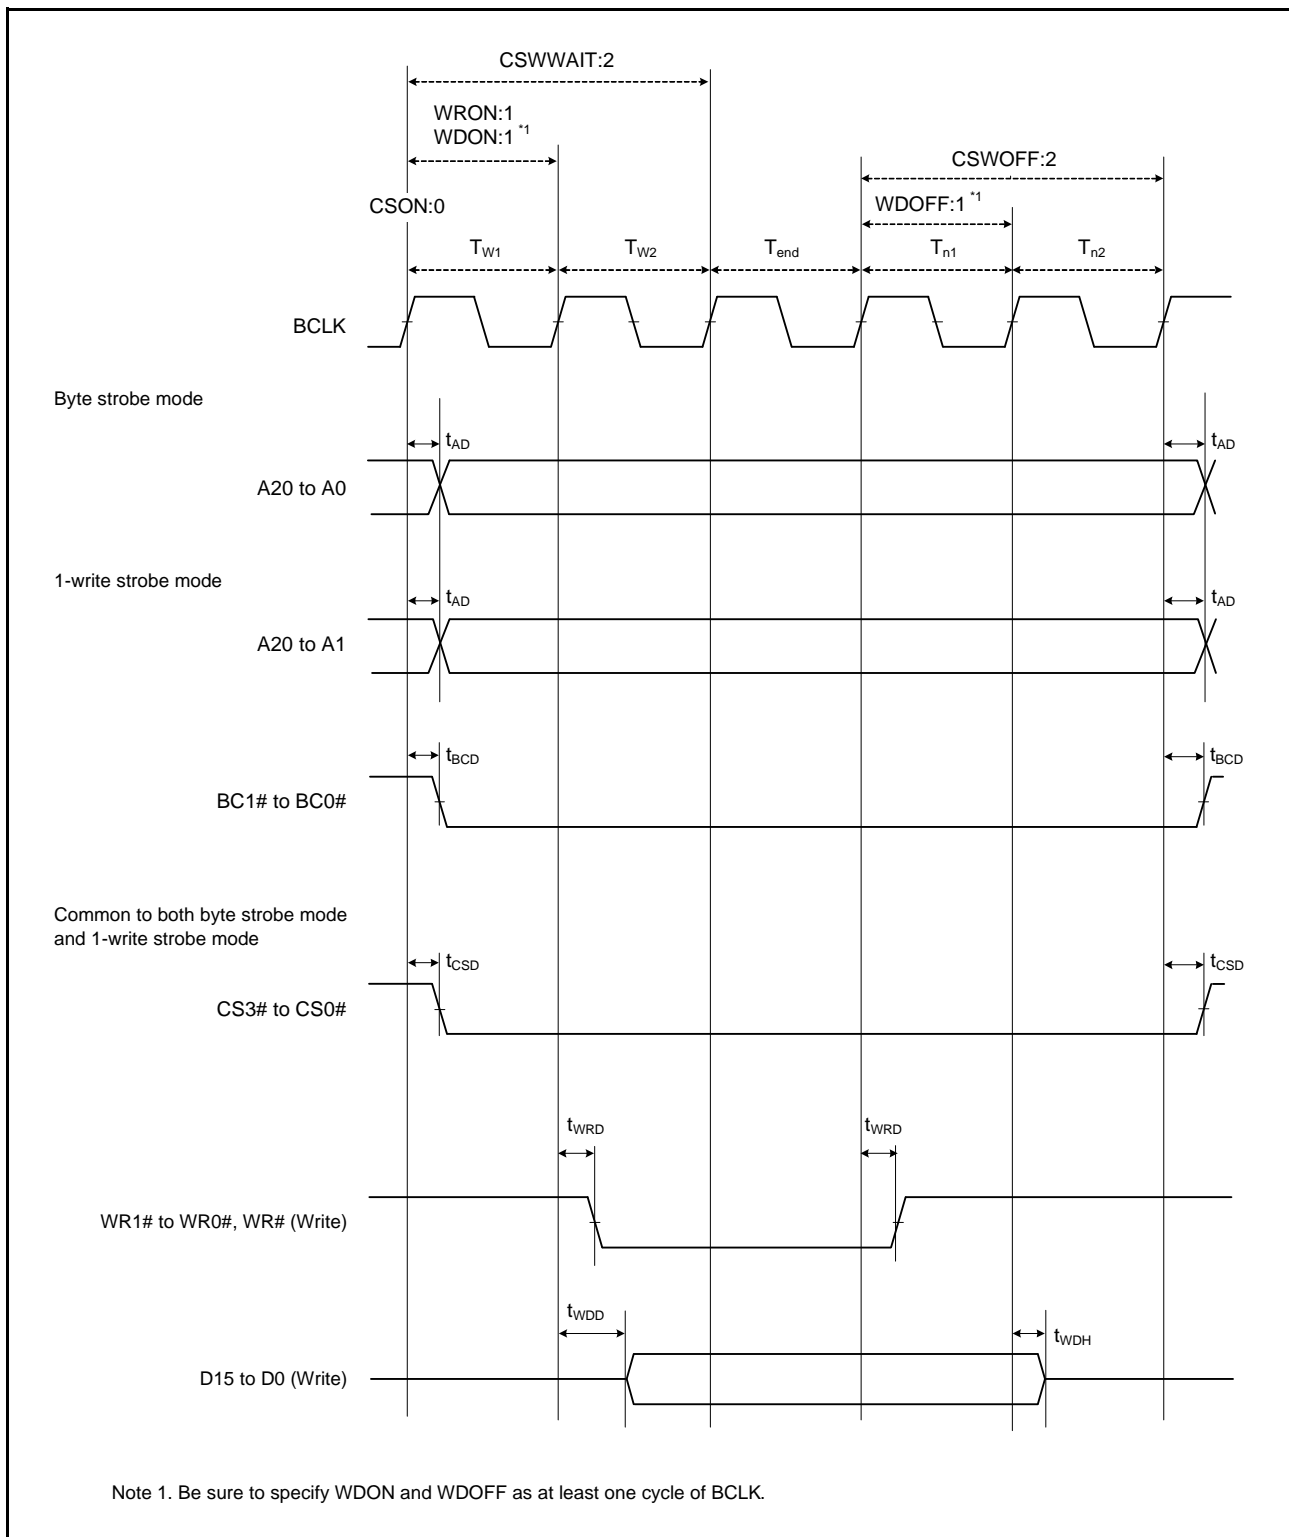 CSWWAIT:2
WRON:1
WDON:1 *1
CSWOFF:2
WDOFF:1 *1
CSON:0
TW1
TW2
Tend
Tn1
Tn2
BCLK
Byte strobe mode
tAD
tAD
A20 to A0
1-write strobe mode
tAD
tAD
A20 to A1
tBCD
tBCD
BC1# to BC0#
Common to both byte strobe mode
and 1-write strobe mode
tCSD
tCSD
CS3# to CS0#
tWRD
tWRD
WR1# to WR0#, WR# (Write)
tWDD
tWDH
D15 to D0 (Write)
Note 1. Be sure to specify WDON and WDOFF as at least one cycle of BCLK.